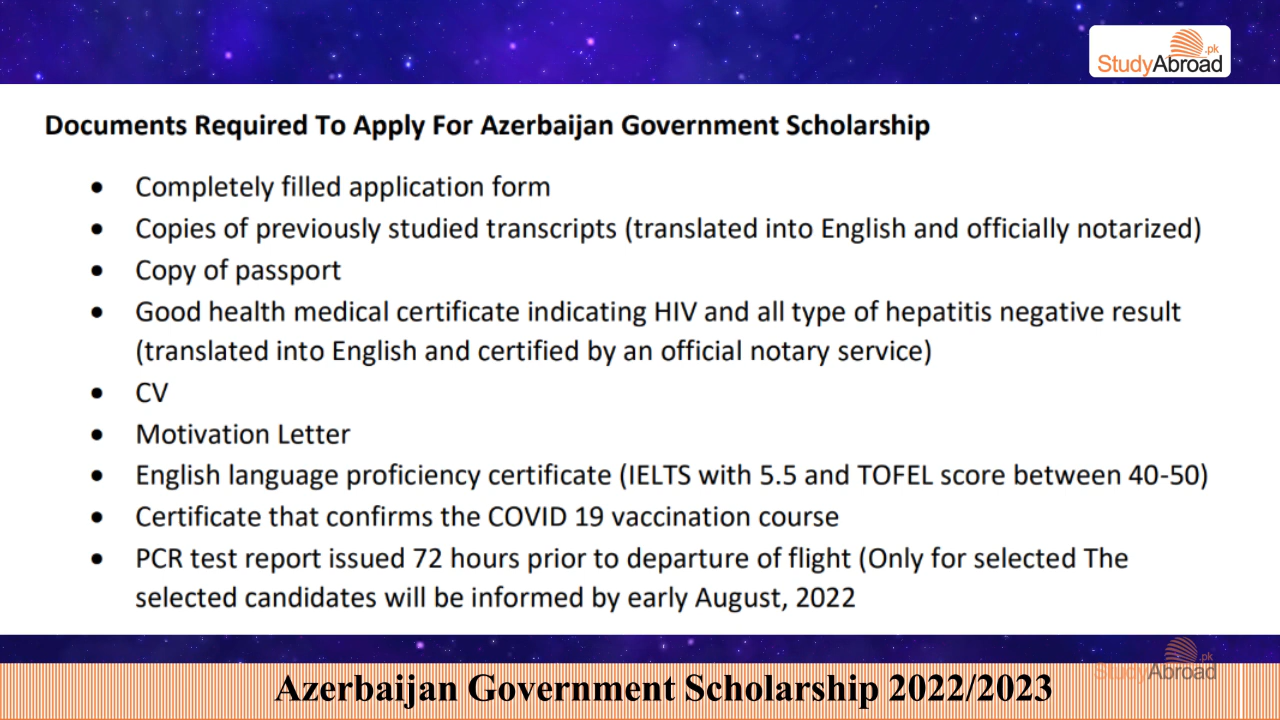 .pk
StudyAbroad
Documents Required To Apply For Azerbaijan Government Scholarship
• Completely filled application form
• Copies of previously studied transcripts (translated into English and officially notarized)
• Copy of passport
• Good health medical certificate indicating HIV and all type of hepatitis negative result
(translated into English and certified by an official notary service)
• CV
• Motivation Letter
• English language proficiency certificate (IELTS with 5.5 and TOFEL score between 40-50)
• Certificate that confirms the COVID 19 vaccination course
• PCR test report issued 72 hours prior to departure of flight (Only for selected The
selected candidates will be informed by early August, 2022
.pk
StudyAbroad
Azerbaijan Government Scholarship 2022/2023